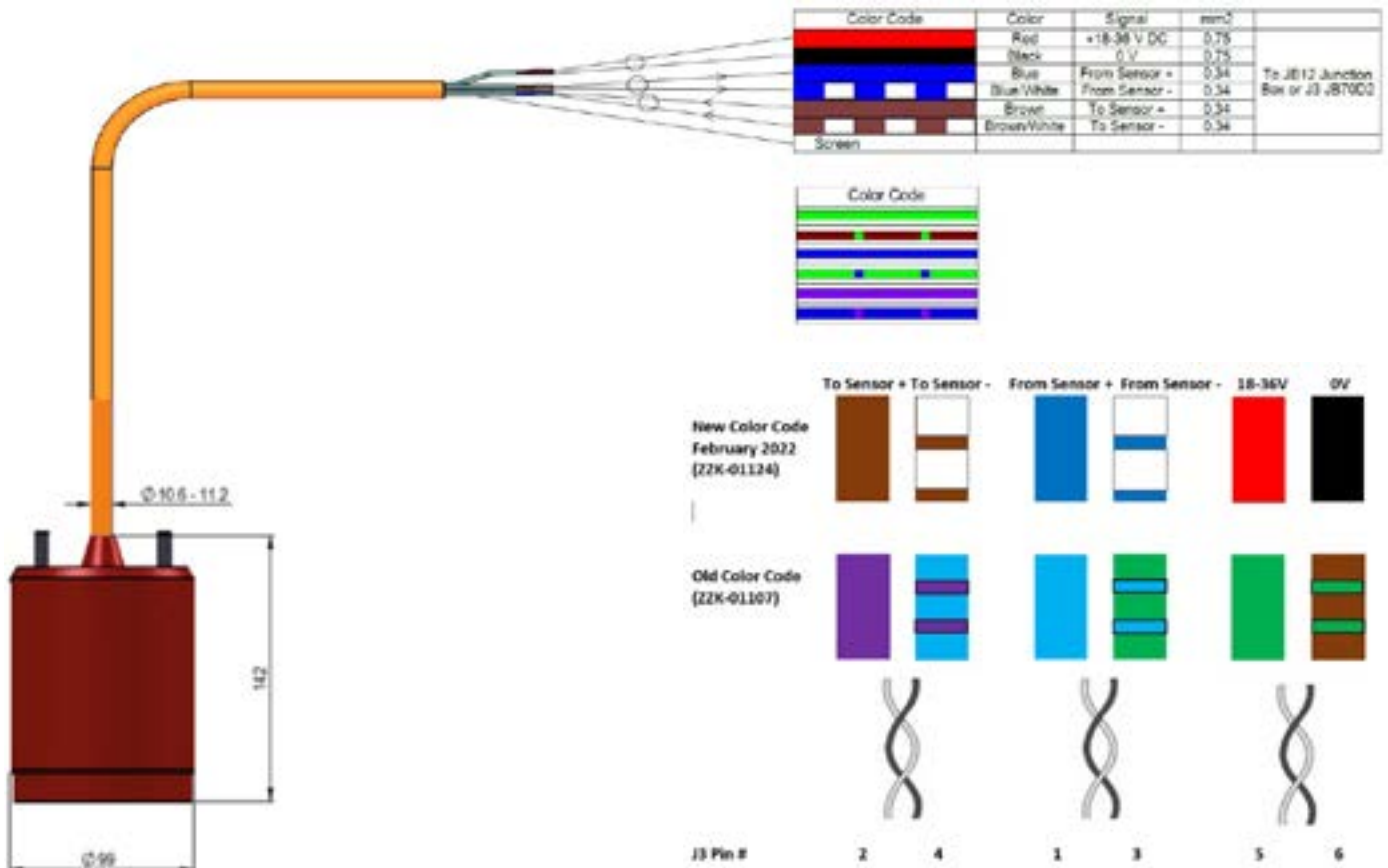 Color Code Color Signal mm2
Red +18-36 V DC 0,75
Black 0 V 0,75
Blue From Sensor + 0,34 To JB12 Junction
Blue/White From Sensor - 0,34 Box or J3 JB70D2
Brown To Sensor + 0,34
Brown/White To Sensor - 0,34
Screen
Color Code
To Sensor + To Sensor - From Sensor + From Sensor - 18-36V 0V
New Color Code
February 2022
(ZZK-01124)
Ø10.6 - 11.2
Old Color Code
(ZZK-01107)
142
Ø99
J3 Pin # 2 4 1 3 5 6